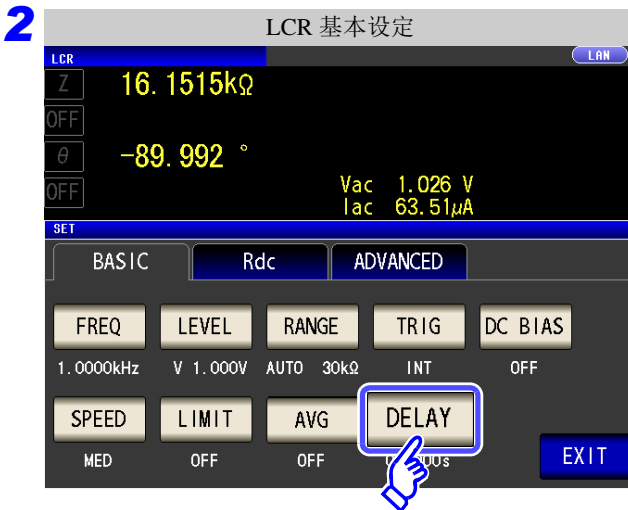 2
LCR 基本设定
LCR LAN
Z 16.1515kΩ
OFF
θ -89.992 °
OFF Vac 1.026 V
Iac 63.51μA
SET
BASIC Rdc ADVANCED
FREQ LEVEL RANGE TRIG DC BIAS
1.0000kHz V 1.000V AUTO 30kΩ INT OFF
SPEED LIMIT AVG DELAY
MED OFF OFF EXIT